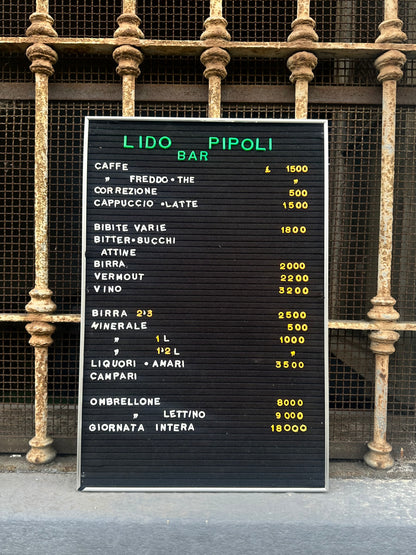 LIDO PIPOLI
BAR
CAFFE £ 1500
" FREDDO•THE "
CORREZIONE 500
CAPPUCCIO •LATTE 1500
BIBITE VARIE 1800
BITTER•SUCCHI
ATTINE
BIRRA 2000
VERMOUT 2200
VINO 3200
BIRRA 2:3 2500
MINERALE 500
" 1 L 1000
" 1:2 L "
LIQUORI •AMARI 3500
CAMPARI
OMBRELLONE 8000
" LETTINO 9000
GIORNATA INTERA 18000